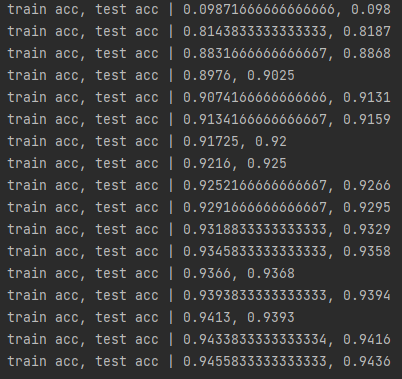 train acc, test acc | 0.09871666666666666, 0.098
train acc, test acc | 0.8143833333333333, 0.8187
train acc, test acc | 0.8831666666666667, 0.8868
train acc, test acc | 0.8976, 0.9025
train acc, test acc | 0.9074166666666666, 0.9131
train acc, test acc | 0.9134166666666667, 0.9159
train acc, test acc | 0.91725, 0.92
train acc, test acc | 0.9216, 0.925
train acc, test acc | 0.9252166666666667, 0.9266
train acc, test acc | 0.9291666666666667, 0.9295
train acc, test acc | 0.9318833333333333, 0.9329
train acc, test acc | 0.9345833333333333, 0.9358
train acc, test acc | 0.9366, 0.9368
train acc, test acc | 0.9393833333333333, 0.9394
train acc, test acc | 0.9413, 0.9393
train acc, test acc | 0.9433833333333334, 0.9416
train acc, test acc | 0.9455833333333333, 0.9436